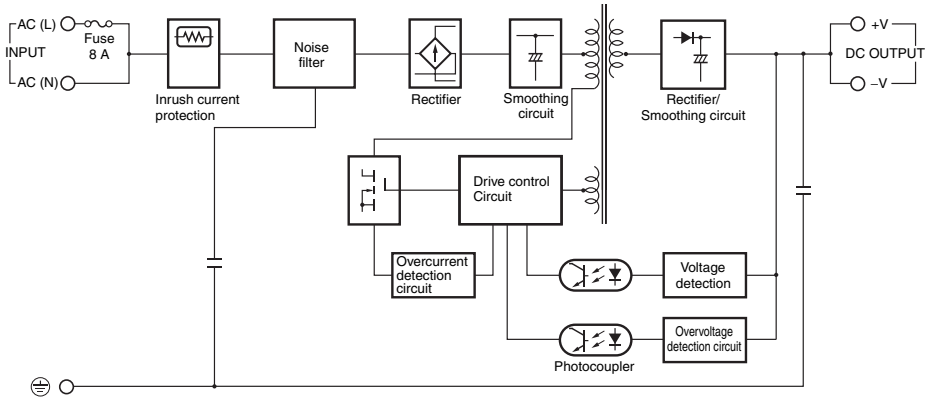 AC (L)
Fuse
8 A
INPUT
AC (N)
Inrush current
protection
Noise
filter
Rectifier
Smoothing
circuit
Rectifier/
Smoothing circuit
+V
DC OUTPUT
–V
Drive control
Circuit
Overcurrent
detection
circuit
Voltage
detection
Overvoltage
detection circuit
Photocoupler